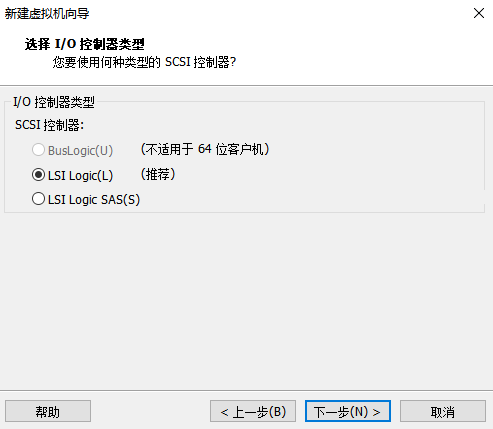 新建虚拟机向导
选择 I/O 控制器类型
您要使用何种类型的 SCSI 控制器?
I/O 控制器类型
SCSI 控制器:
BusLogic(U) （不适用于 64 位客户机）
LSI Logic(L) （推荐）
LSI Logic SAS(S)
帮助 < 上一步(B) 下一步(N) > 取消